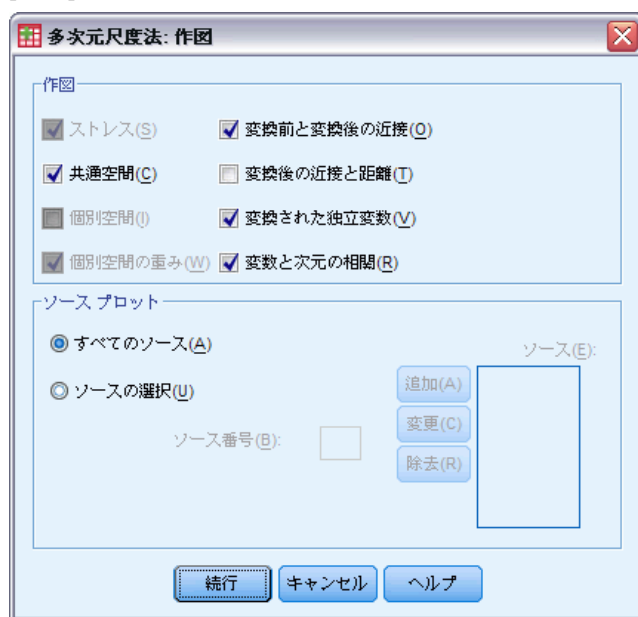 多次元尺度法: 作図
作図
ストレス(S)
変換前と変換後の近接(O)
共通空間(C)
変換後の近接と距離(T)
個別空間(I)
変換された独立変数(V)
個別空間の重み(W)
変数と次元の相関(R)
ソース プロット
すべてのソース(A)
ソース(E):
ソースの選択(U)
追加(A)
ソース番号(B):
変更(C)
除去(R)
続行
キャンセル
ヘルプ